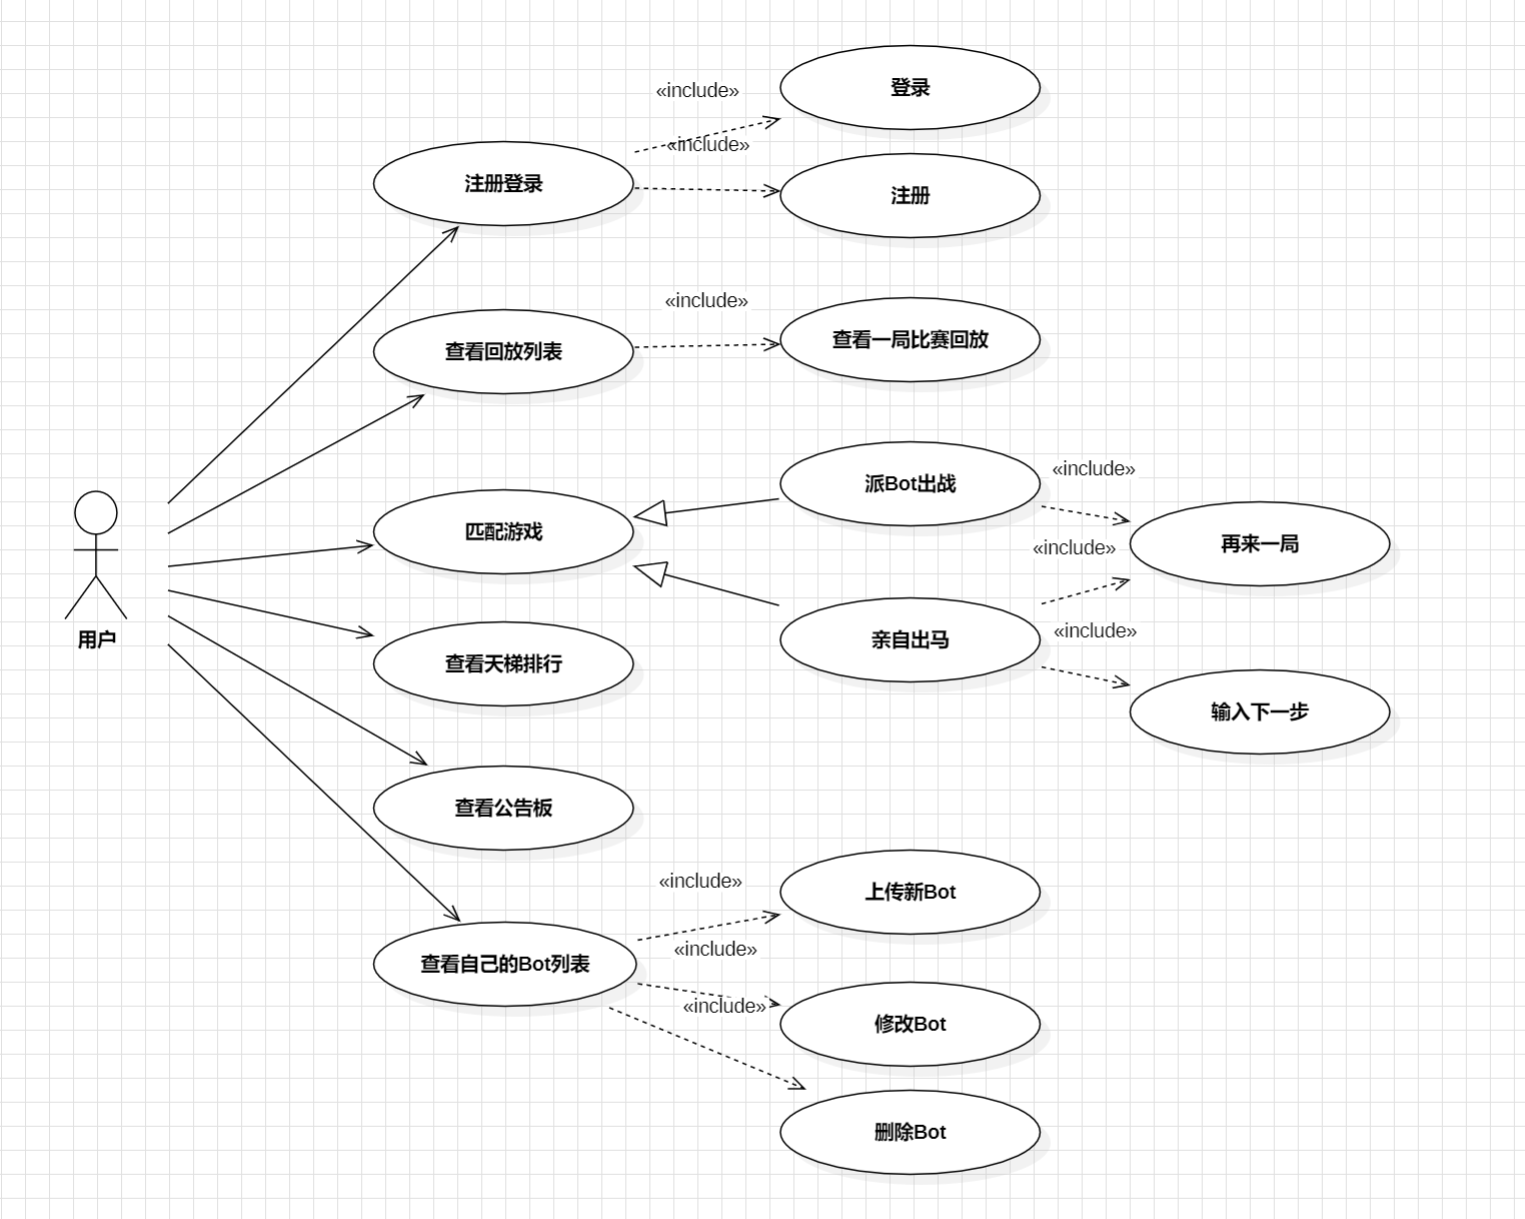 «include»
登录
«include»
注册登录
注册
«include»
查看回放列表
查看一局比赛回放
派Bot出战
«include»
匹配游戏
再来一局
«include»
用户
亲自出马
«include»
查看天梯排行
输入下一步
查看公告板
«include»
上传新Bot
«include»
查看自己的Bot列表
«include»
修改Bot
删除Bot